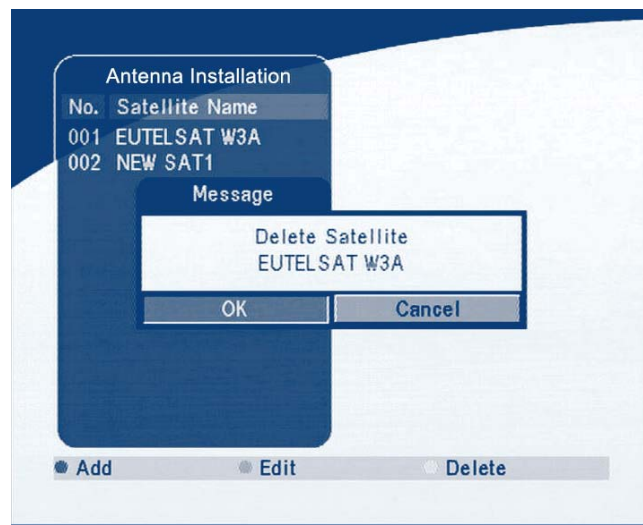 Antenna Installation
No. Satellite Name
001 EUTELSAT W3A
002 NEW SAT1
Message
Delete Satellite
EUTELSAT W3A
OK Cancel
Add Edit Delete